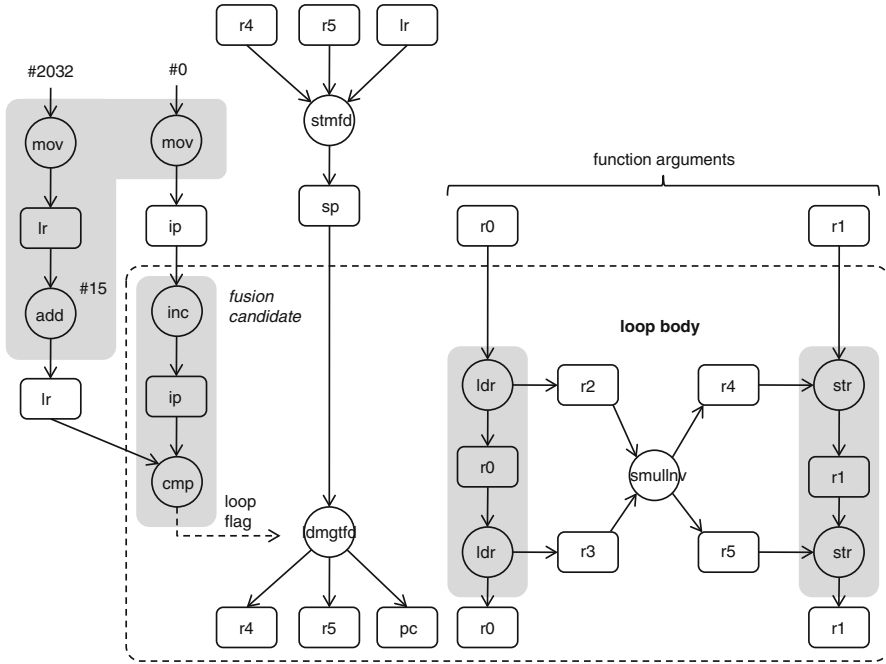 r4
r5
lr
#2032
#0
mov
mov
stmfd
function arguments
lr
ip
sp
r0
r1
#15
add
inc
fusion
candidate
loop body
lr
ip
ldr
r2
r4
str
cmp
r0
smullnv
r1
loop
flag
ldmgtfd
ldr
r3
r5
str
r4
r5
pc
r0
r1